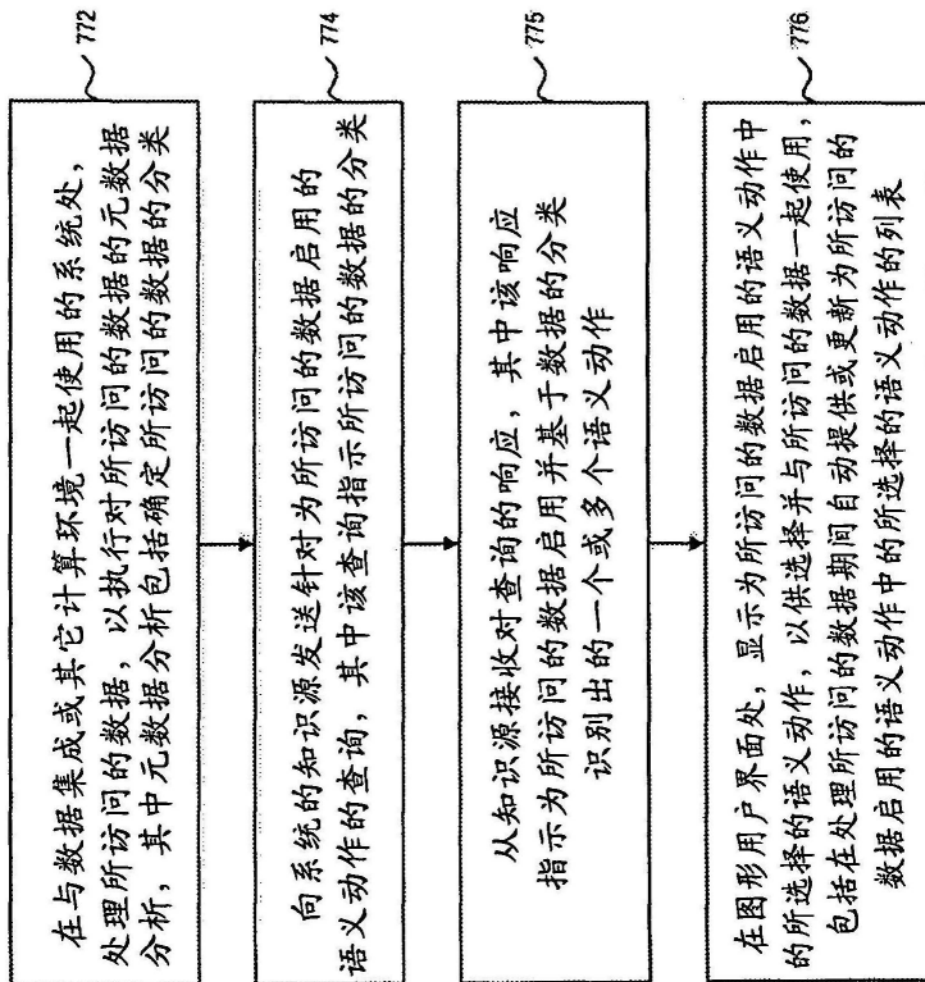 772
在与数据集成或其它计算环境一起使用的系统处，
处理所访问的数据，以执行对所访问的数据的元数据
分析，其中元数据分析包括确定所访问的数据的分类
774
向系统的知识源发送针对为所访问的数据启用的
语义动作的查询，其中该查询指示所访问的数据的分类
775
从知识源接收对查询的响应，其中该响应
指示为所访问的数据启用并基于数据的分类
识别出的一个或多个语义动作
776
在图形用户界面处，显示为所访问的数据启用的语义动作中
的所选择的语义动作，以供选择并与所访问的数据一起使用，
包括在处理所访问的数据期间自动提供或更新为所访问的
数据启用的语义动作中的所选择的语义动作的列表